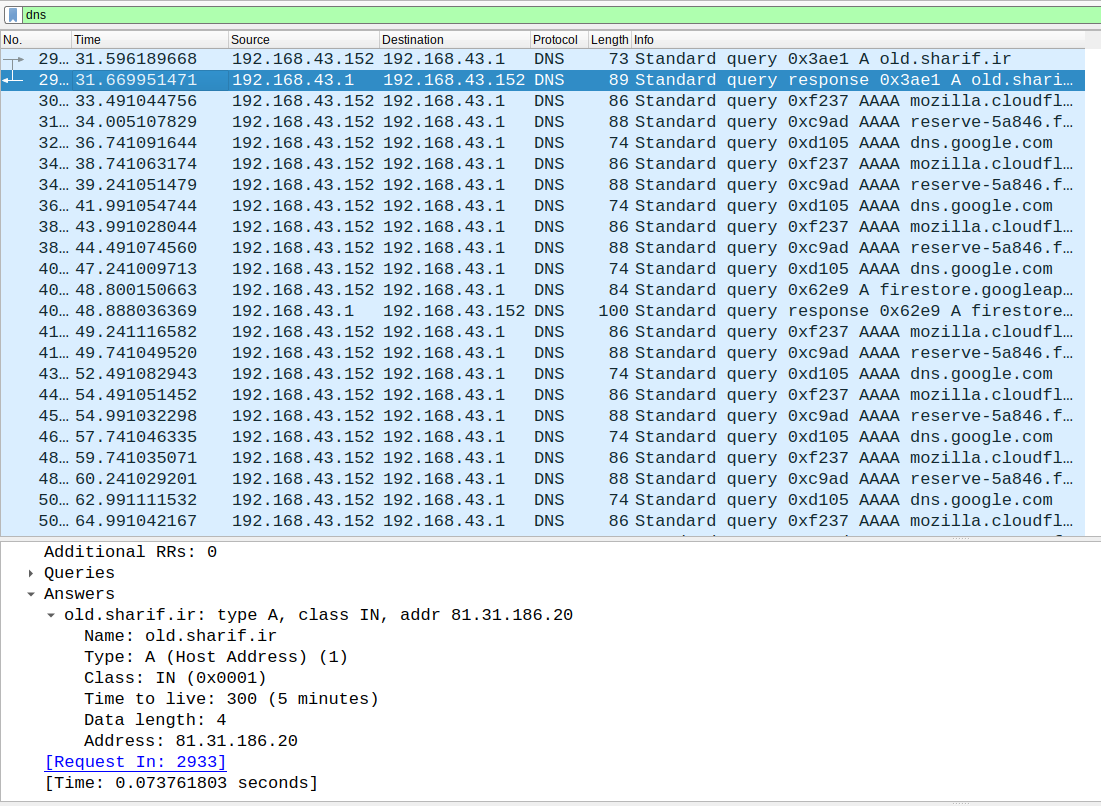 dns
No. Time Source Destination Protocol Length Info
29… 31.596189668 192.168.43.152 192.168.43.1 DNS 73 Standard query 0x3ae1 A old.sharif.ir
29… 31.669951471 192.168.43.1 192.168.43.152 DNS 89 Standard query response 0x3ae1 A old.shari…
30… 33.491044756 192.168.43.152 192.168.43.1 DNS 86 Standard query 0xf237 AAAA mozilla.cloudfl…
31… 34.005107829 192.168.43.152 192.168.43.1 DNS 88 Standard query 0xc9ad AAAA reserve-5a846.f…
32… 36.741091644 192.168.43.152 192.168.43.1 DNS 74 Standard query 0xd105 AAAA dns.google.com
34… 38.741063174 192.168.43.152 192.168.43.1 DNS 86 Standard query 0xf237 AAAA mozilla.cloudfl…
34… 39.241051479 192.168.43.152 192.168.43.1 DNS 88 Standard query 0xc9ad AAAA reserve-5a846.f…
36… 41.991054744 192.168.43.152 192.168.43.1 DNS 74 Standard query 0xd105 AAAA dns.google.com
38… 43.991028044 192.168.43.152 192.168.43.1 DNS 86 Standard query 0xf237 AAAA mozilla.cloudfl…
38… 44.491074560 192.168.43.152 192.168.43.1 DNS 88 Standard query 0xc9ad AAAA reserve-5a846.f…
40… 47.241009713 192.168.43.152 192.168.43.1 DNS 74 Standard query 0xd105 AAAA dns.google.com
40… 48.800150663 192.168.43.152 192.168.43.1 DNS 84 Standard query 0x62e9 A firestore.googleap…
40… 48.888036369 192.168.43.1 192.168.43.152 DNS 100 Standard query response 0x62e9 A firestore…
41… 49.241116582 192.168.43.152 192.168.43.1 DNS 86 Standard query 0xf237 AAAA mozilla.cloudfl…
41… 49.741049520 192.168.43.152 192.168.43.1 DNS 88 Standard query 0xc9ad AAAA reserve-5a846.f…
43… 52.491082943 192.168.43.152 192.168.43.1 DNS 74 Standard query 0xd105 AAAA dns.google.com
44… 54.491051452 192.168.43.152 192.168.43.1 DNS 86 Standard query 0xf237 AAAA mozilla.cloudfl…
45… 54.991032298 192.168.43.152 192.168.43.1 DNS 88 Standard query 0xc9ad AAAA reserve-5a846.f…
46… 57.741046335 192.168.43.152 192.168.43.1 DNS 74 Standard query 0xd105 AAAA dns.google.com
48… 59.741035071 192.168.43.152 192.168.43.1 DNS 86 Standard query 0xf237 AAAA mozilla.cloudfl…
48… 60.241029201 192.168.43.152 192.168.43.1 DNS 88 Standard query 0xc9ad AAAA reserve-5a846.f…
50… 62.991111532 192.168.43.152 192.168.43.1 DNS 74 Standard query 0xd105 AAAA dns.google.com
50… 64.991042167 192.168.43.152 192.168.43.1 DNS 86 Standard query 0xf237 AAAA mozilla.cloudfl…
Additional RRs: 0
Queries
Answers
old.sharif.ir: type A, class IN, addr 81.31.186.20
Name: old.sharif.ir
Type: A (Host Address) (1)
Class: IN (0x0001)
Time to live: 300 (5 minutes)
Data length: 4
Address: 81.31.186.20
[Request In: 2933]
[Time: 0.073761803 seconds]